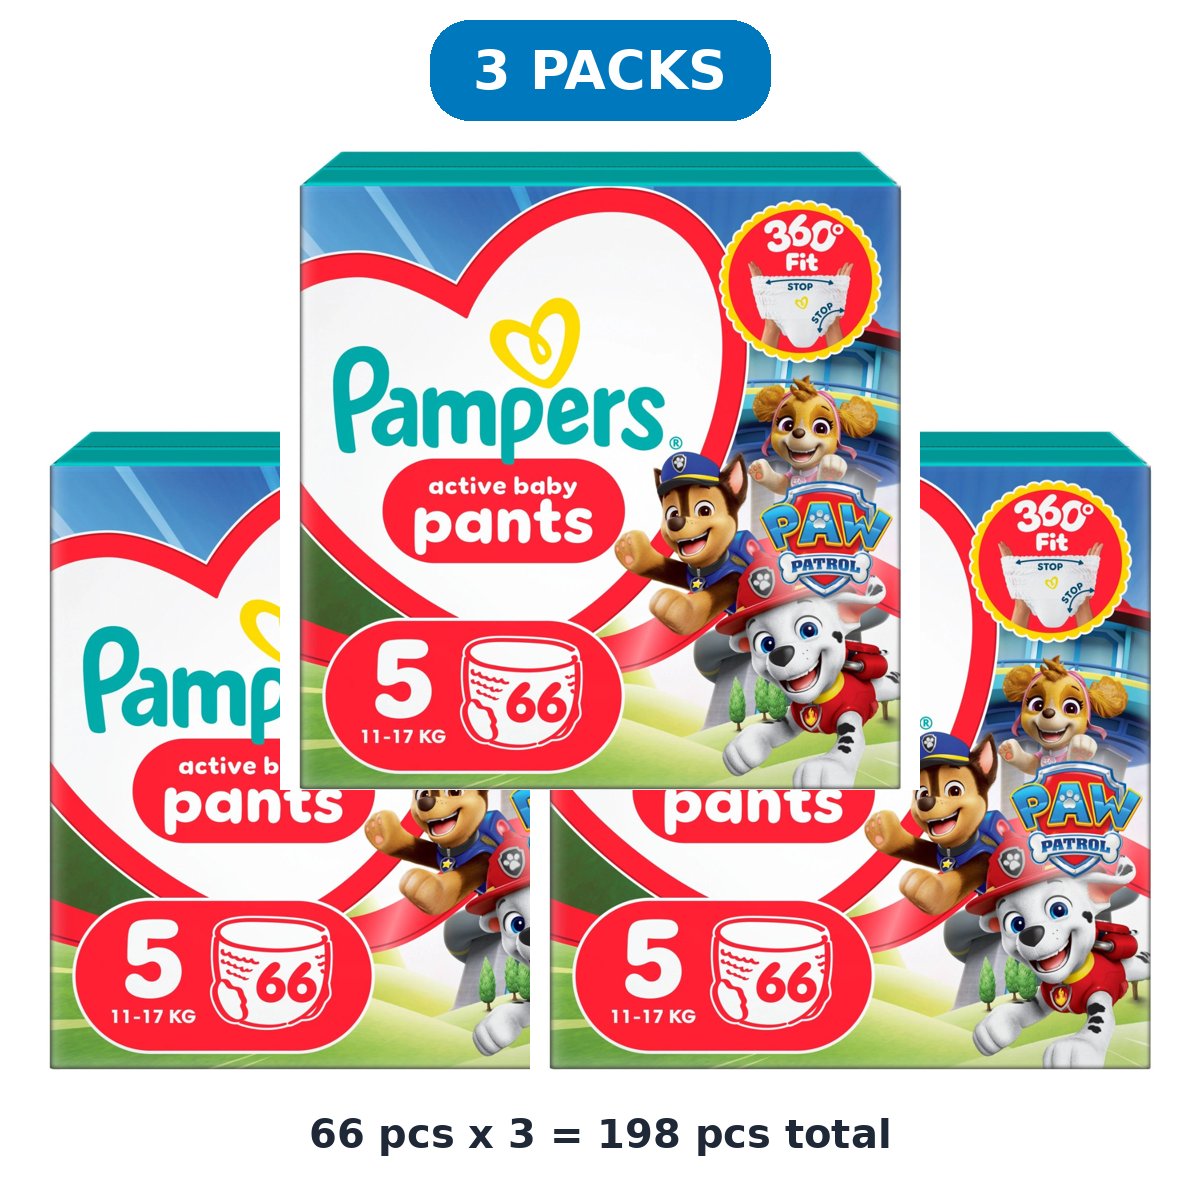 3 PACKS
360°
Fit
STOP
STOP
Pampers®
active baby
pants
PAW
PATROL
5
66
11-17 KG
Pamp
active b
pants
5
66
11-17 KG
360°
Fit
STOP
STOP
®
pants
PAW
PATROL
5
66
11-17 KG
66 pcs x 3 = 198 pcs total